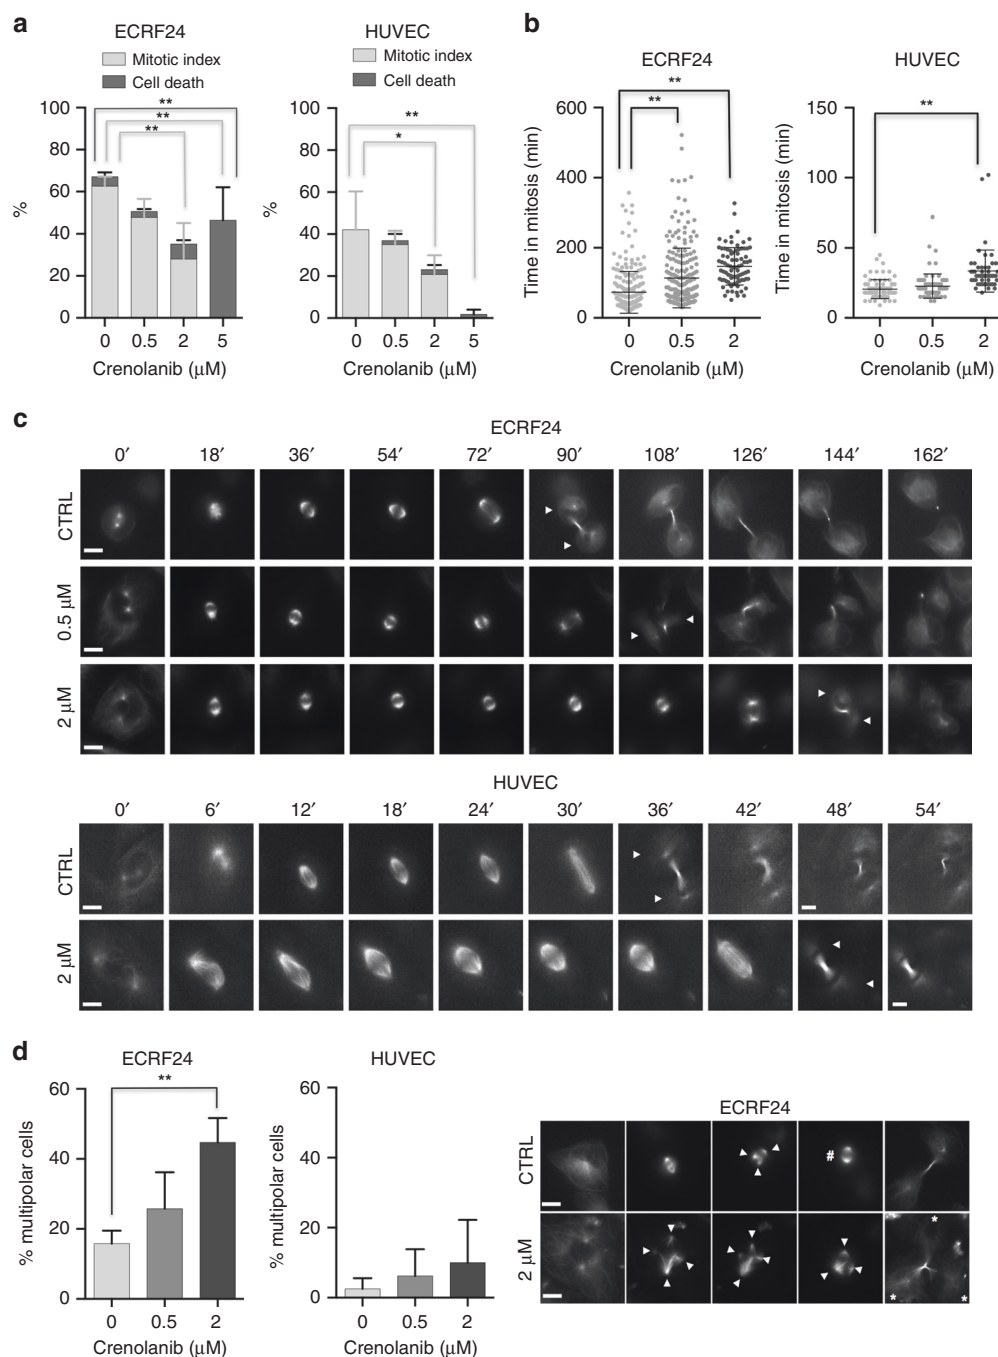 a
ECRF24
Mitotic index
Cell death
**
**
**
%
100
80
60
40
20
0
0 0.5 2 5
Crenolanib (μM)
HUVEC
Mitotic index
Cell death
**
*
%
100
80
60
40
20
0
0 0.5 2 5
Crenolanib (μM)
b
ECRF24
**
**
Time in mitosis (min)
600
400
200
0
0 0.5 2
Crenolanib (μM)
HUVEC
**
Time in mitosis (min)
150
100
50
0
0 0.5 2
Crenolanib (μM)
c
ECRF24
0′ 18′ 36′ 54′ 72′ 90′ 108′ 126′ 144′ 162′
CTRL
0.5 μM
2 μM
HUVEC
0′ 6′ 12′ 18′ 24′ 30′ 36′ 42′ 48′ 54′
CTRL
2 μM
d
ECRF24
**
% multipolar cells
60
40
20
0
0 0.5 2
Crenolanib (μM)
HUVEC
% multipolar cells
60
40
20
0
0 0.5 2
Crenolanib (μM)
ECRF24
CTRL
#
2 μM
*
* *